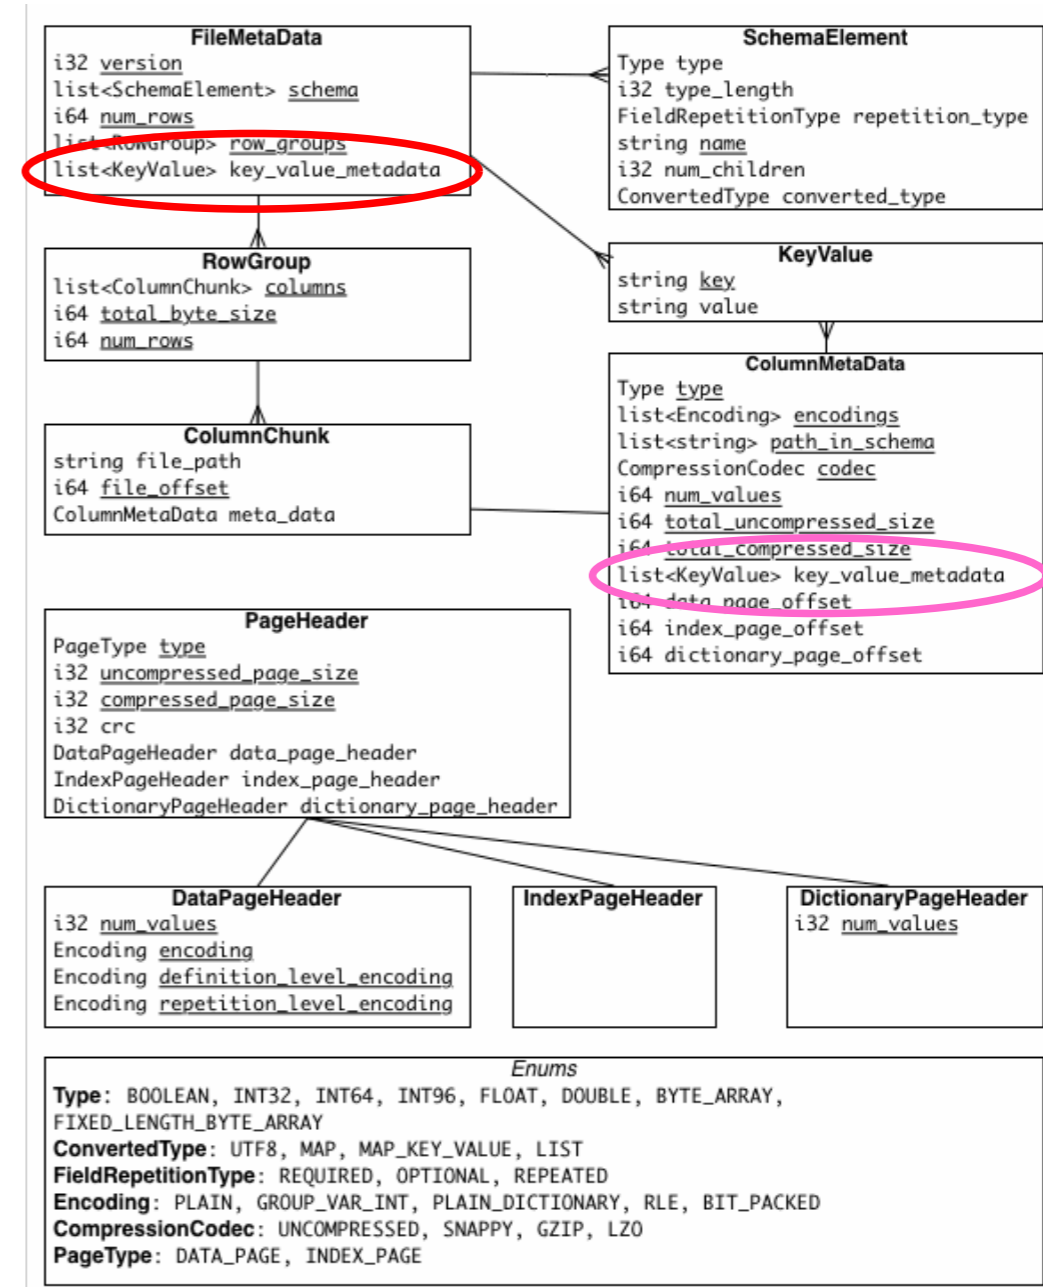 FileMetaData
i32 version
list<SchemaElement> schema
i64 num_rows
list<RowGroup> row_groups
list<KeyValue> key_value_metadata
SchemaElement
Type type
i32 type_length
FieldRepetitionType repetition_type
string name
i32 num_children
ConvertedType converted_type
RowGroup
list<ColumnChunk> columns
i64 total_byte_size
i64 num_rows
KeyValue
string key
string value
ColumnChunk
string file_path
i64 file_offset
ColumnMetaData meta_data
ColumnMetaData
Type type
list<Encoding> encodings
list<string> path_in_schema
CompressionCodec codec
i64 num_values
i64 total_uncompressed_size
i64 total_compressed_size
list<KeyValue> key_value_metadata
i64 data_page_offset
i64 index_page_offset
i64 dictionary_page_offset
PageHeader
PageType type
i32 uncompressed_page_size
i32 compressed_page_size
i32 crc
DataPageHeader data_page_header
IndexPageHeader index_page_header
DictionaryPageHeader dictionary_page_header
DataPageHeader
i32 num_values
Encoding encoding
Encoding definition_level_encoding
Encoding repetition_level_encoding
IndexPageHeader
DictionaryPageHeader
i32 num_values
Enums
Type: BOOLEAN, INT32, INT64, INT96, FLOAT, DOUBLE, BYTE_ARRAY,
FIXED_LENGTH_BYTE_ARRAY
ConvertedType: UTF8, MAP, MAP_KEY_VALUE, LIST
FieldRepetitionType: REQUIRED, OPTIONAL, REPEATED
Encoding: PLAIN, GROUP_VAR_INT, PLAIN_DICTIONARY, RLE, BIT_PACKED
CompressionCodec: UNCOMPRESSED, SNAPPY, GZIP, LZO
PageType: DATA_PAGE, INDEX_PAGE